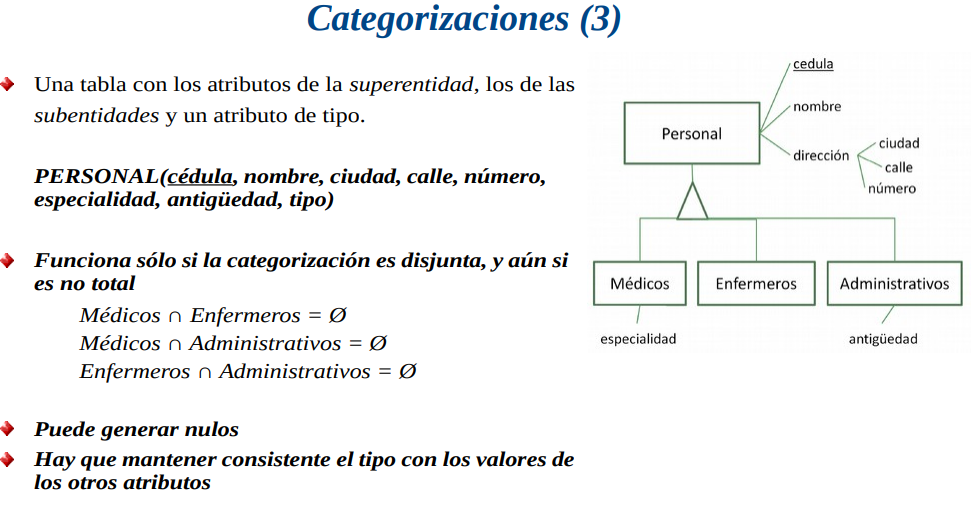 Categorizaciones (3)
Una tabla con los atributos de la superentidad, los de las
subentidades y un atributo de tipo.
PERSONAL(cédula, nombre, ciudad, calle, número,
especialidad, antigüedad, tipo)
Funciona sólo si la categorización es disjunta, y aún si
es no total
Médicos ∩ Enfermeros = Ø
Médicos ∩ Administrativos = Ø
Enfermeros ∩ Administrativos = Ø
Puede generar nulos
Hay que mantener consistente el tipo con los valores de
los otros atributos
cedula
nombre
Personal
dirección
ciudad
calle
número
Médicos
Enfermeros
Administrativos
especialidad
antigüedad